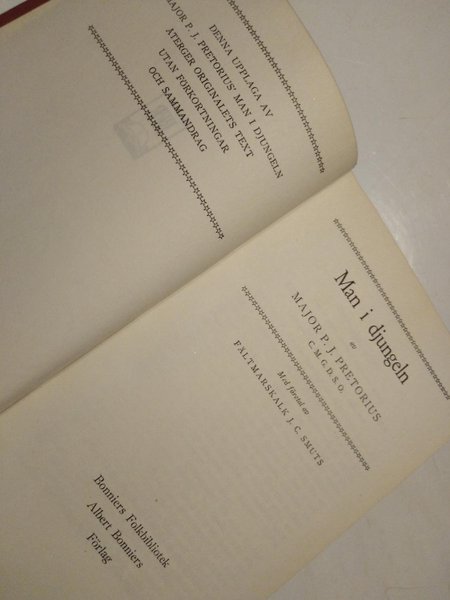 DENNA UPPLAGA AV
MAJOR P. J. PRETORIUS' MAN I DJUNGELN
ÅTERGER ORIGINALETS TEXT
UTAN FÖRKORTNINGAR
OCH SAMMANDRAG
Man i djungeln
av
MAJOR P. J. PRETORIUS
C. M. G. D. S. O.
Med förord av
FÄLTMARSKALK J. C. SMUTS
Bonniers Folkbibliotek
Albert Bonniers
Förlag